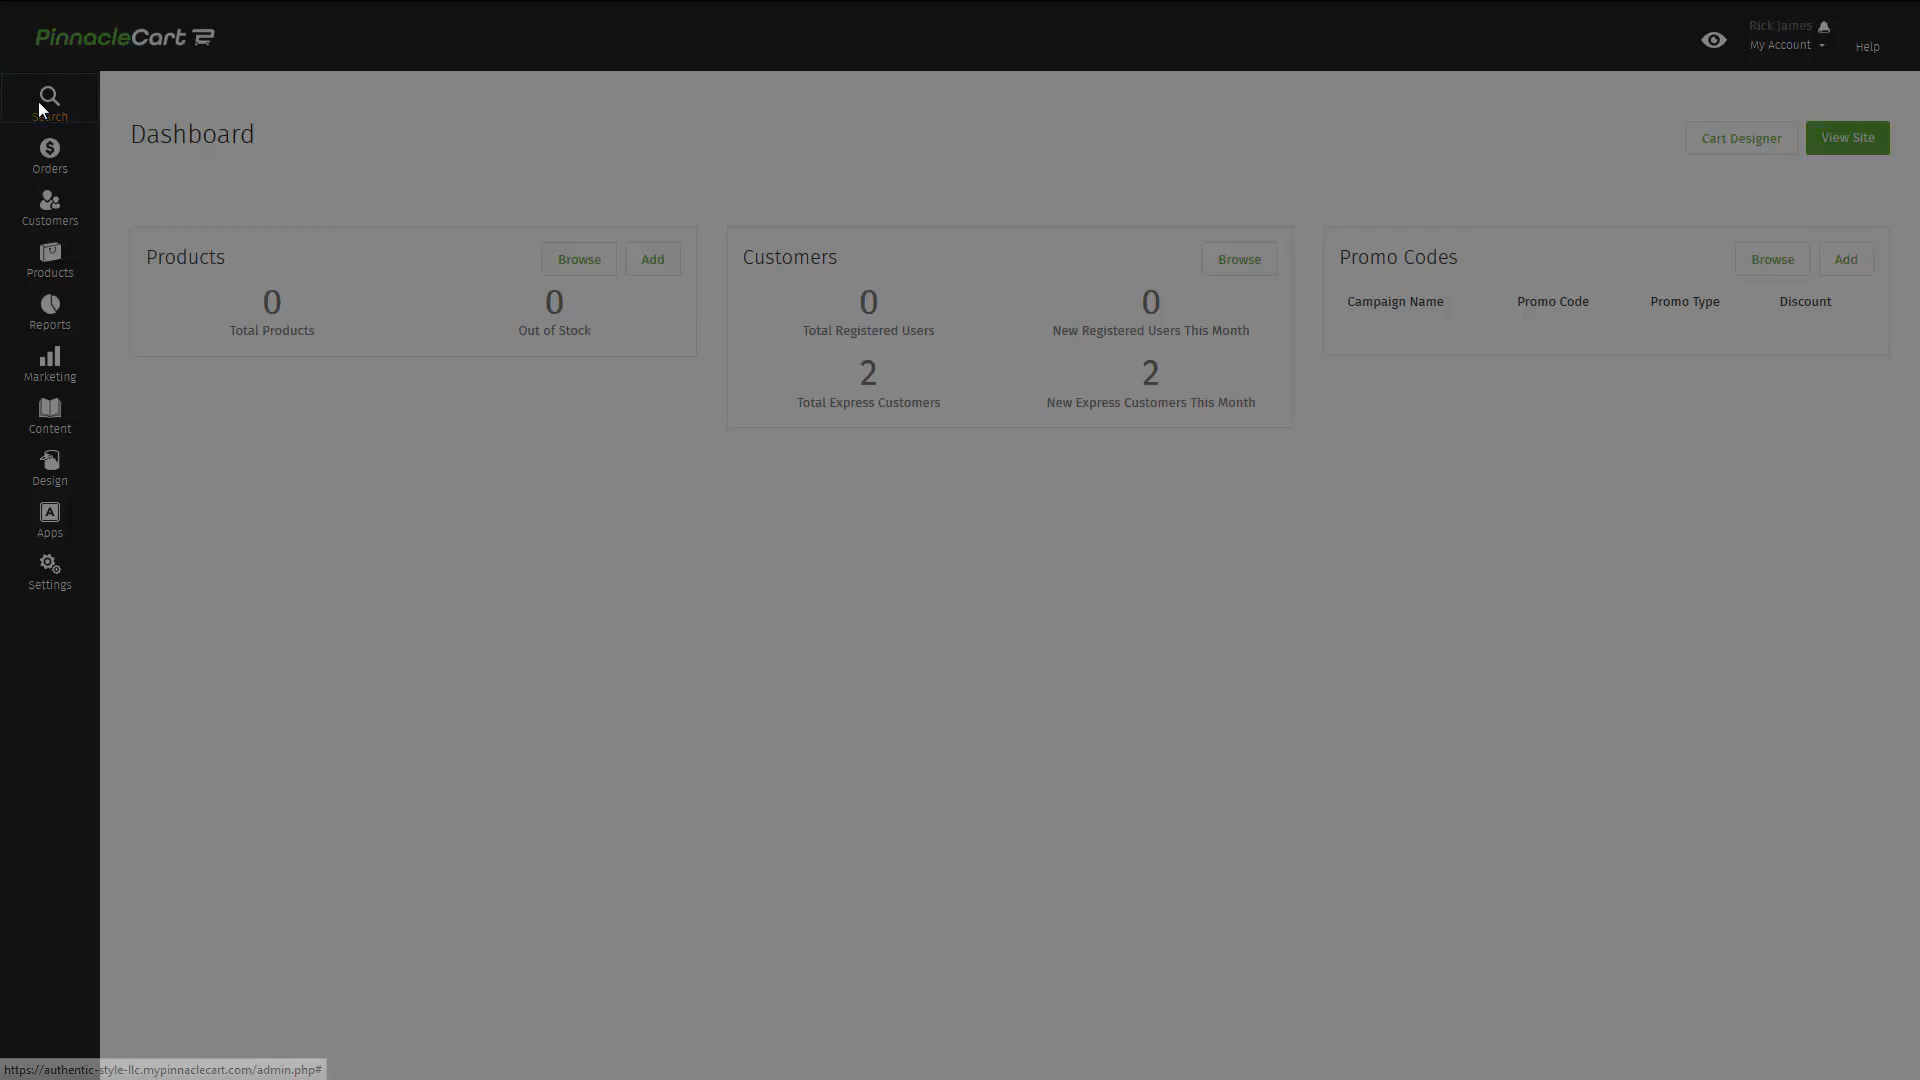 PinnacleCart
Rick James
My Account
Help
Search
Orders
Customers
Products
Reports
Marketing
Content
Design
Apps
Settings
Dashboard
Cart Designer
View Site
Products
Browse
Add
0
Total Products
0
Out of Stock
Customers
Browse
0
Total Registered Users
0
New Registered Users This Month
2
Total Express Customers
2
New Express Customers This Month
Promo Codes
Browse
Add
Campaign Name
Promo Code
Promo Type
Discount
https://authentic-style-llc.mypinnaclecart.com/admin.php#